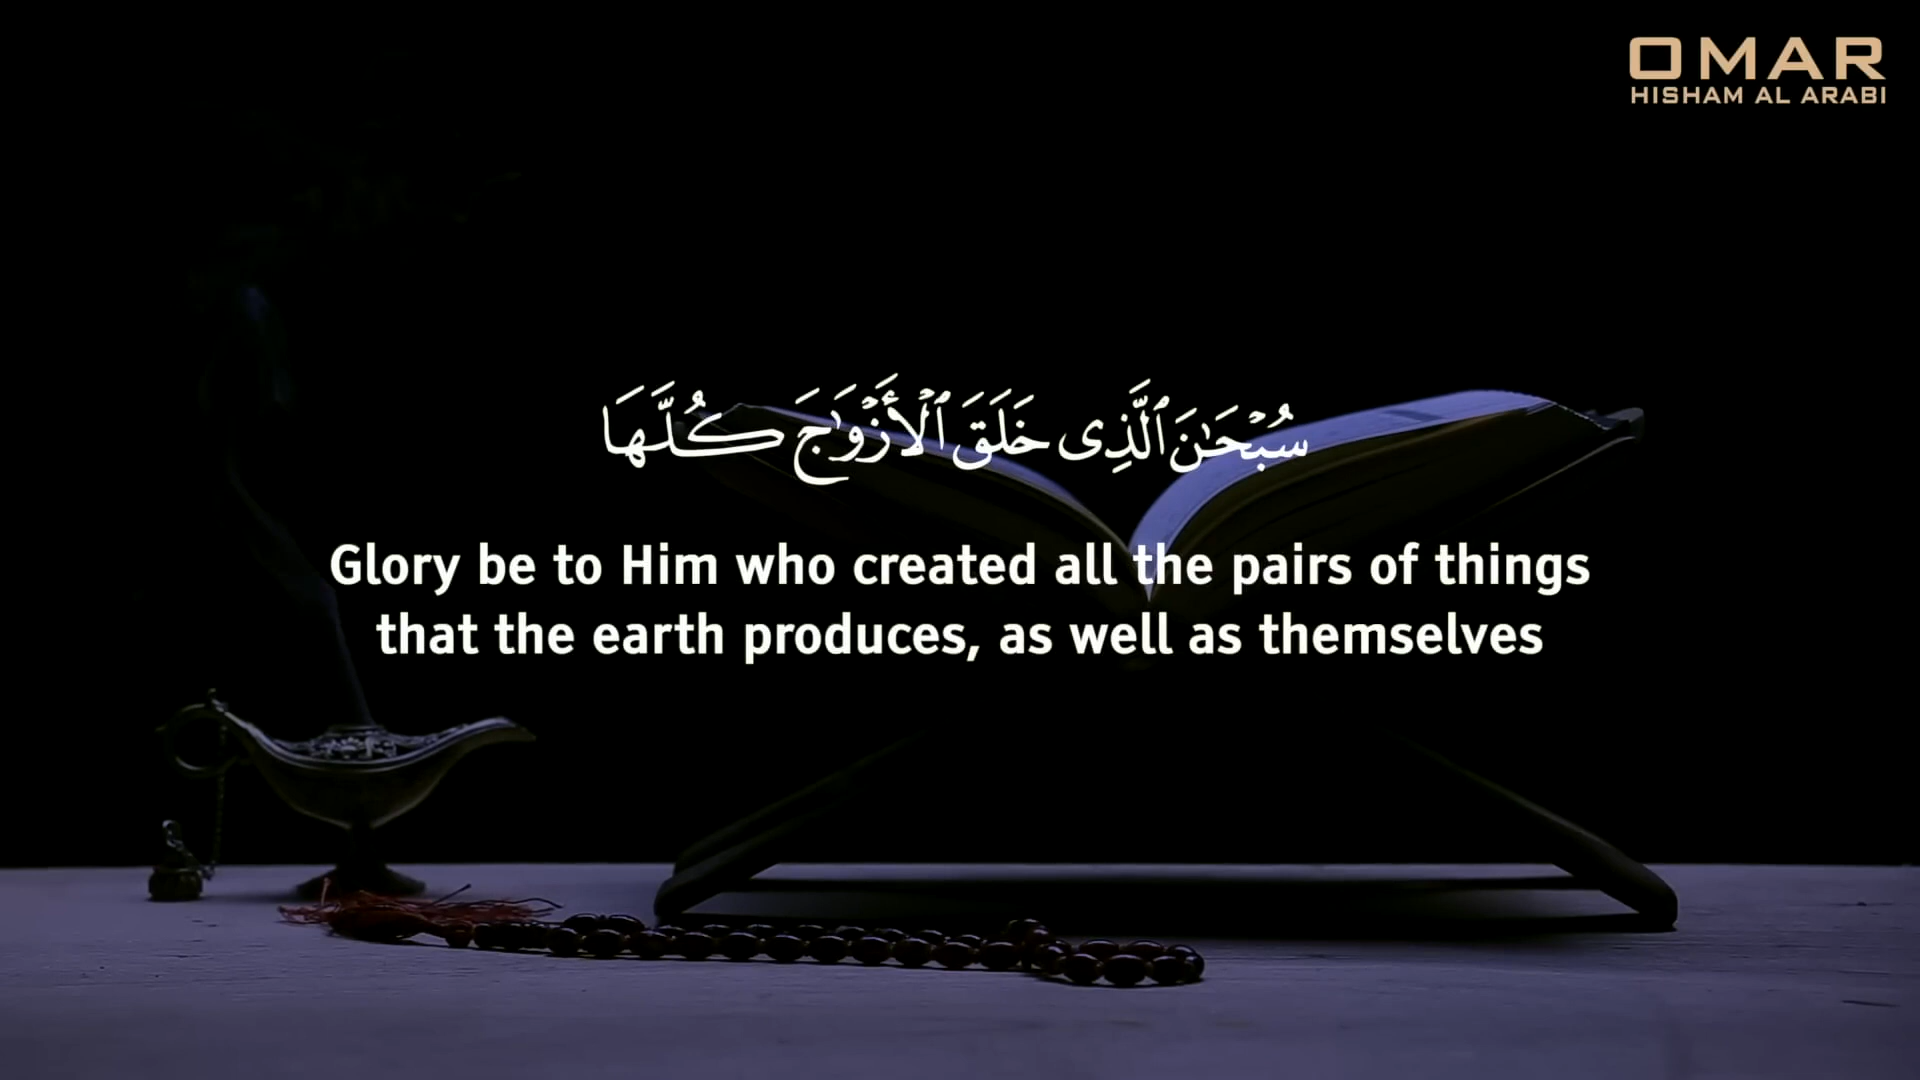 OMAR
HISHAM AL ARABI
سُبۡحَٰنَ ٱلَّذِى خَلَقَ ٱلۡأَزۡوَٰجَ كُلَّهَا
Glory be to Him who created all the pairs of things
that the earth produces, as well as themselves